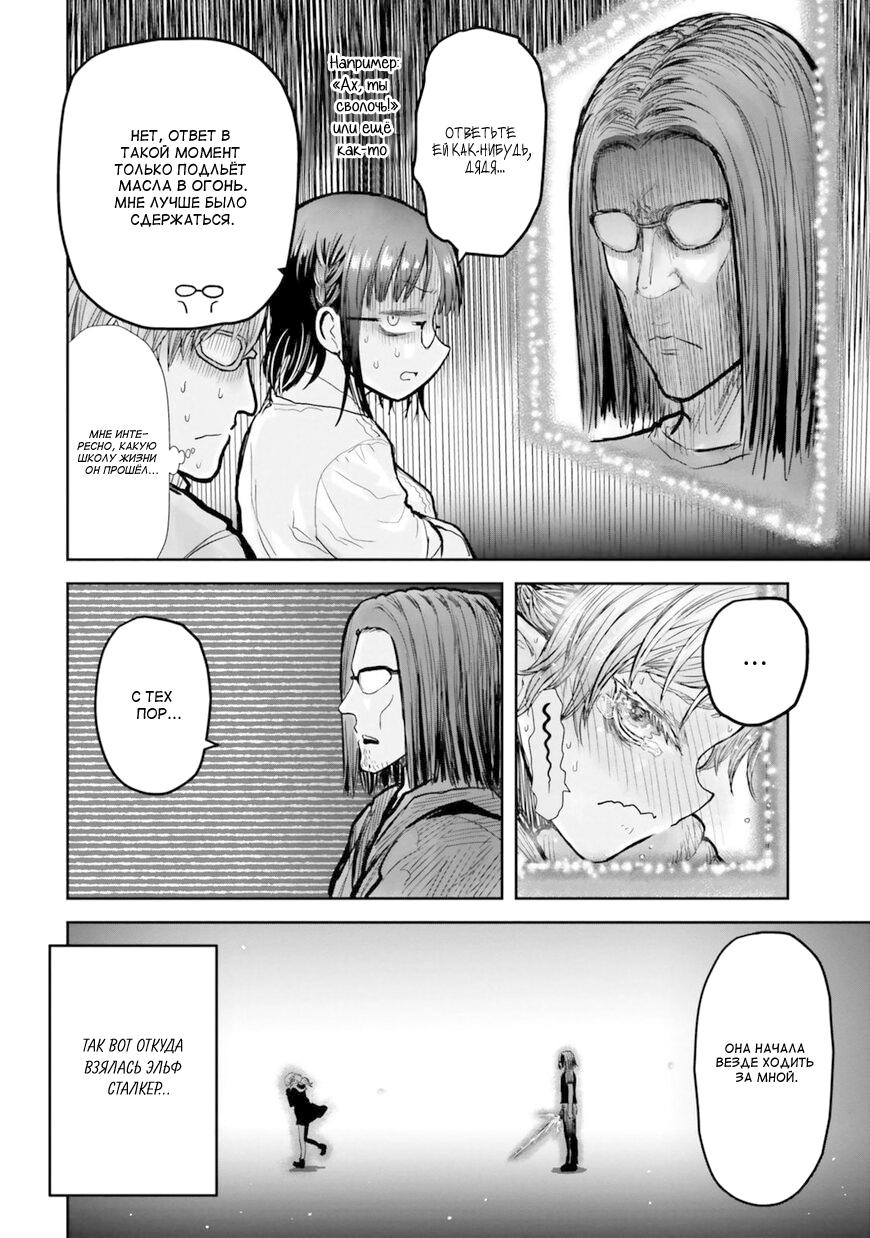 ОТВЕТЬТЕ
ЕЙ КАК-НИБУДЬ,
ДЯДЯ...
Например:
«Ах, ты
сволочь!»
или ещё
как-то
НЕТ, ОТВЕТ В
ТАКОЙ МОМЕНТ
ТОЛЬКО ПОДЛЬЁТ
МАСЛА В ОГОНЬ.
МНЕ ЛУЧШЕ БЫЛО
СДЕРЖАТЬСЯ.
МНЕ ИНТЕ-
РЕСНО, КАКУЮ
ШКОЛУ ЖИЗНИ
ОН ПРОШЁЛ...
...
С ТЕХ
ПОР...
ОНА НАЧАЛА
ВЕЗДЕ ХОДИТЬ
ЗА МНОЙ.
ТАК ВОТ ОТКУДА
ВЗЯЛАСЬ ЭЛЬФ
СТАЛКЕР...